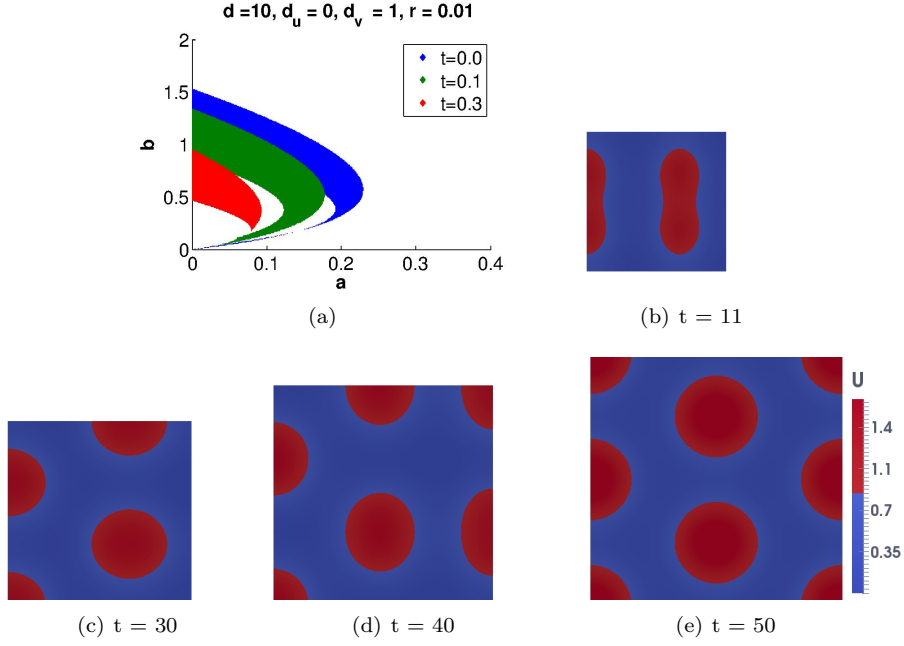 d =10, d_u = 0, d_v = 1, r = 0.01
2
1.5
1
0.5
0
b
t=0.0
t=0.1
t=0.3
0 0.1 0.2 0.3 0.4
a
(a)
(b) t = 11
U
1.4
1.1
0.7
0.35
(c) t = 30
(d) t = 40
(e) t = 50